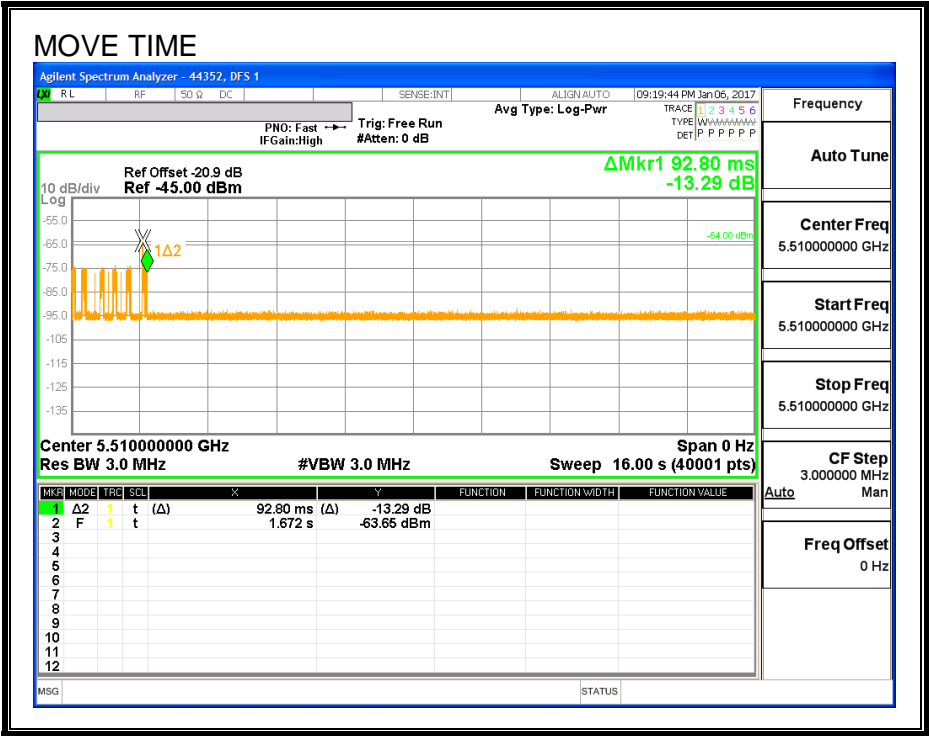 MOVE TIME
Agilent Spectrum Analyzer - 44352, DFS 1
LXI RL RF 50 Ω DC SENSE:INT ALIGNAUTO 09:19:44 PM Jan 06, 2017
Frequency
PNO: Fast
IFGain:High
Trig: Free Run
#Atten: 0 dB
Avg Type: Log-Pwr
TRACE 1 2 3 4 5 6
TYPE WWWWWW
DET P P P P P P
Auto Tune
ΔMkr1 92.80 ms
-13.29 dB
Ref Offset -20.9 dB
10 dB/div Ref -45.00 dBm
Log
-55.0
-65.0
-75.0
-85.0
-95.0
-105
-115
-125
-135
1Δ2
-64.00 dBm
Center Freq
5.510000000 GHz
Start Freq
5.510000000 GHz
Stop Freq
5.510000000 GHz
Center 5.510000000 GHz Span 0 Hz
Res BW 3.0 MHz #VBW 3.0 MHz Sweep 16.00 s (40001 pts)
CF Step
3.000000 MHz
Auto Man
MKR MODE TRC SCL X Y FUNCTION FUNCTION WIDTH FUNCTION VALUE
1 Δ2 1 t (Δ) 92.80 ms (Δ) -13.29 dB
2 F 1 t 1.672 s -63.65 dBm
3
4
5
6
7
8
9
10
11
12
Freq Offset
0 Hz
MSG STATUS